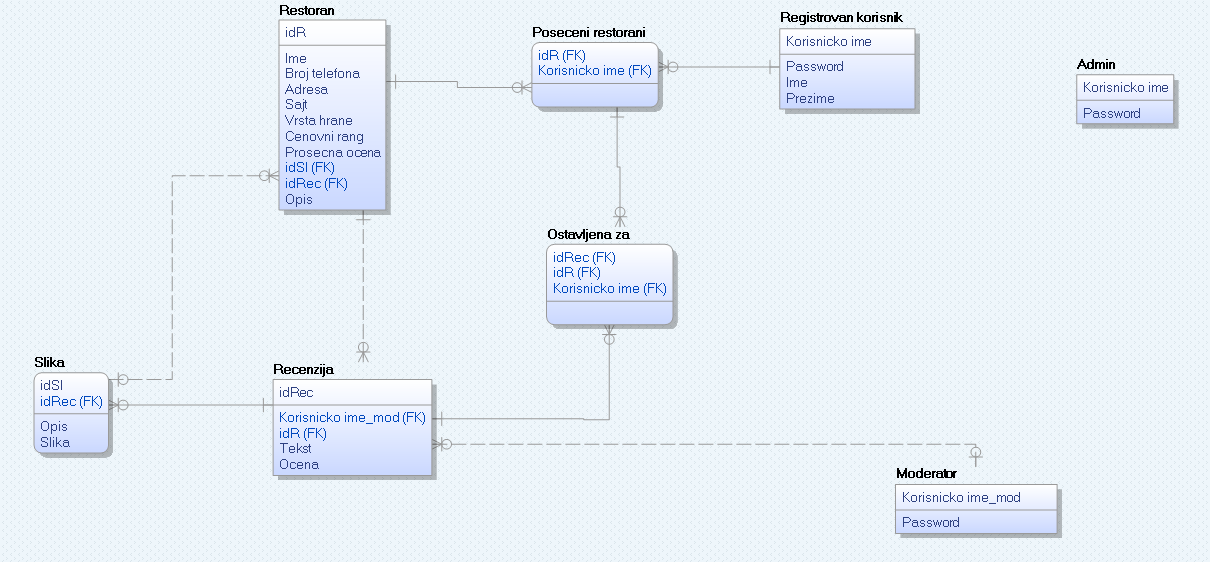 Restoran
idR
Ime
Broj telefona
Adresa
Sajt
Vrsta hrane
Cenovni rang
Prosecna ocena
idSl (FK)
idRec (FK)
Opis
Poseceni restorani
idR (FK)
Korisnicko ime (FK)
Registrovan korisnik
Korisnicko ime
Password
Ime
Prezime
Admin
Korisnicko ime
Password
Ostavljena za
idRec (FK)
idR (FK)
Korisnicko ime (FK)
Slika
idSl
idRec (FK)
Opis
Slika
Recenzija
idRec
Korisnicko ime_mod (FK)
idR (FK)
Tekst
Ocena
Moderator
Korisnicko ime_mod
Password